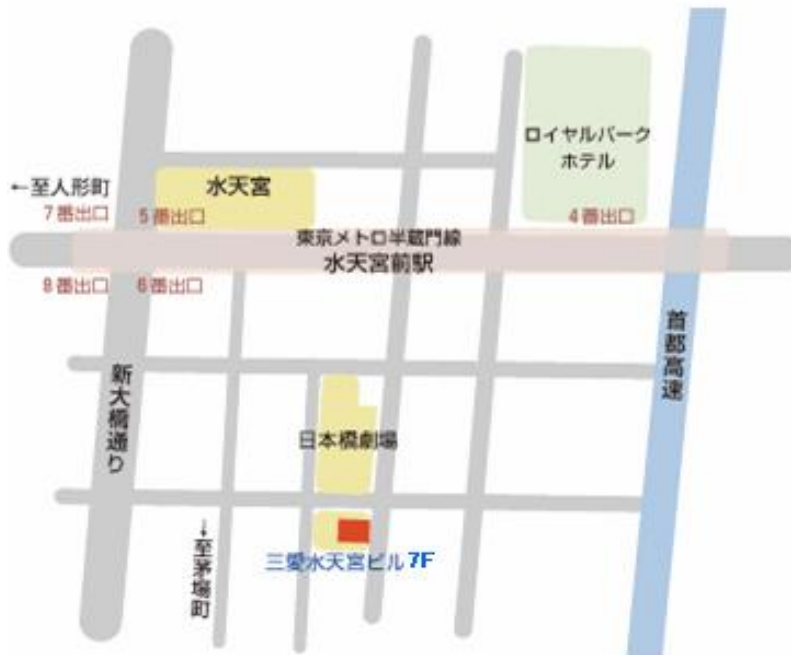 ロイヤルパーク
ホテル
水天宮
←至人形町
7番出口
5番出口
4番出口
東京メトロ半蔵門線
水天宮前駅
8番出口
6番出口
首都高速
新大橋通り
日本橋劇場
↓至茅場町
三愛水天宮ビル 7F